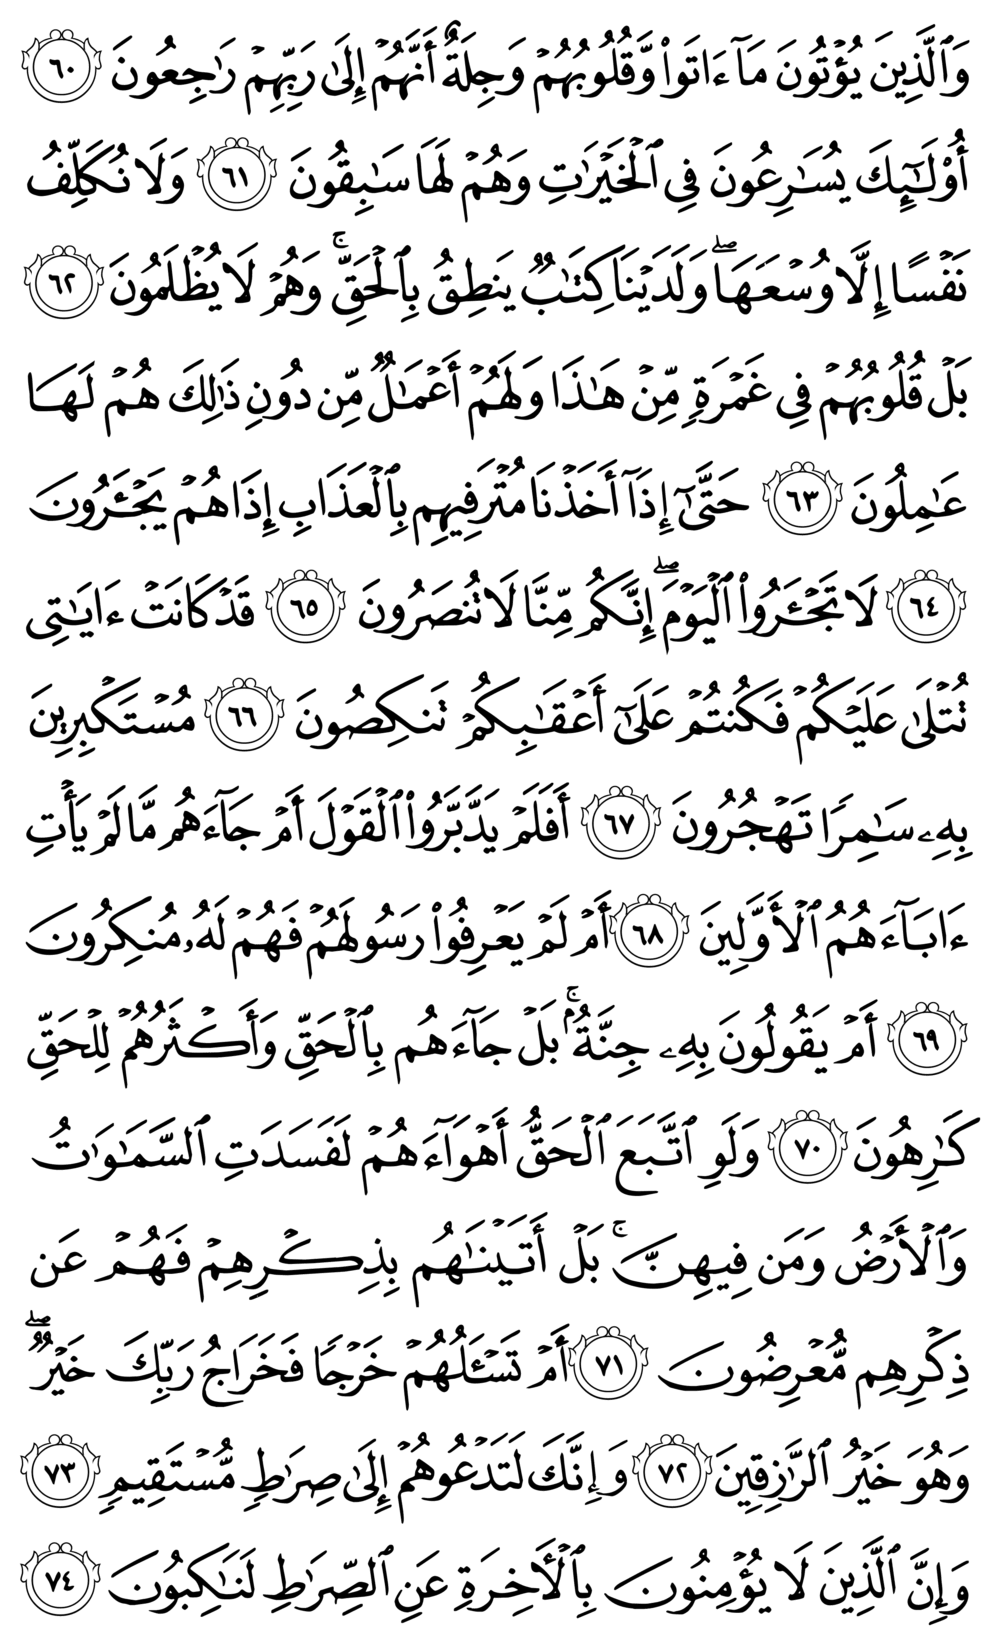 وَٱلَّذِينَ يُؤْتُونَ مَآ ءَاتَوا۟ وَّقُلُوبُهُمْ وَجِلَةٌ أَنَّهُمْ إِلَىٰ رَبِّهِمْ رَٰجِعُونَ ٦٠
أُو۟لَـٰٓئِكَ يُسَـٰرِعُونَ فِى ٱلْخَيْرَٰتِ وَهُمْ لَهَا سَـٰبِقُونَ ٦١ وَلَا نُكَلِّفُ
نَفْسًا إِلَّا وُسْعَهَا ۖ وَلَدَيْنَا كِتَـٰبٌ يَنطِقُ بِٱلْحَقِّ ۚ وَهُمْ لَا يُظْلَمُونَ ٦٢
بَلْ قُلُوبُهُمْ فِى غَمْرَةٍ مِّنْ هَـٰذَا وَلَهُمْ أَعْمَـٰلٌ مِّن دُونِ ذَٰلِكَ هُمْ لَهَا
عَـٰمِلُونَ ٦٣ حَتَّىٰٓ إِذَآ أَخَذْنَا مُتْرَفِيهِم بِٱلْعَذَابِ إِذَا هُمْ يَجْـَٔرُونَ
٦٤ لَا تَجْـَٔرُوا۟ ٱلْيَوْمَ ۖ إِنَّكُم مِّنَّا لَا تُنصَرُونَ ٦٥ قَدْ كَانَتْ ءَايَـٰتِى
تُتْلَىٰ عَلَيْكُمْ فَكُنتُمْ عَلَىٰٓ أَعْقَـٰبِكُمْ تَنكِصُونَ ٦٦ مُسْتَكْبِرِينَ
بِهِۦ سَـٰمِرًا تَهْجُرُونَ ٦٧ أَفَلَمْ يَدَّبَّرُوا۟ ٱلْقَوْلَ أَمْ جَآءَهُم مَّا لَمْ يَأْتِ
ءَابَآءَهُمُ ٱلْأَوَّلِينَ ٦٨ أَمْ لَمْ يَعْرِفُوا۟ رَسُولَهُمْ فَهُمْ لَهُۥ مُنكِرُونَ
٦٩ أَمْ يَقُولُونَ بِهِۦ جِنَّةٌۢ ۚ بَلْ جَآءَهُم بِٱلْحَقِّ وَأَكْثَرُهُمْ لِلْحَقِّ
كَـٰرِهُونَ ٧٠ وَلَوِ ٱتَّبَعَ ٱلْحَقُّ أَهْوَآءَهُمْ لَفَسَدَتِ ٱلسَّمَـٰوَٰتُ
وَٱلْأَرْضُ وَمَن فِيهِنَّ ۚ بَلْ أَتَيْنَـٰهُم بِذِكْرِهِمْ فَهُمْ عَن
ذِكْرِهِم مُّعْرِضُونَ ٧١ أَمْ تَسْـَٔلُهُمْ خَرْجًا فَخَرَاجُ رَبِّكَ خَيْرٌ ۖ
وَهُوَ خَيْرُ ٱلرَّٰزِقِينَ ٧٢ وَإِنَّكَ لَتَدْعُوهُمْ إِلَىٰ صِرَٰطٍ مُّسْتَقِيمٍ ٧٣
وَإِنَّ ٱلَّذِينَ لَا يُؤْمِنُونَ بِٱلْـَٔاخِرَةِ عَنِ ٱلصِّرَٰطِ لَنَـٰكِبُونَ ٧٤